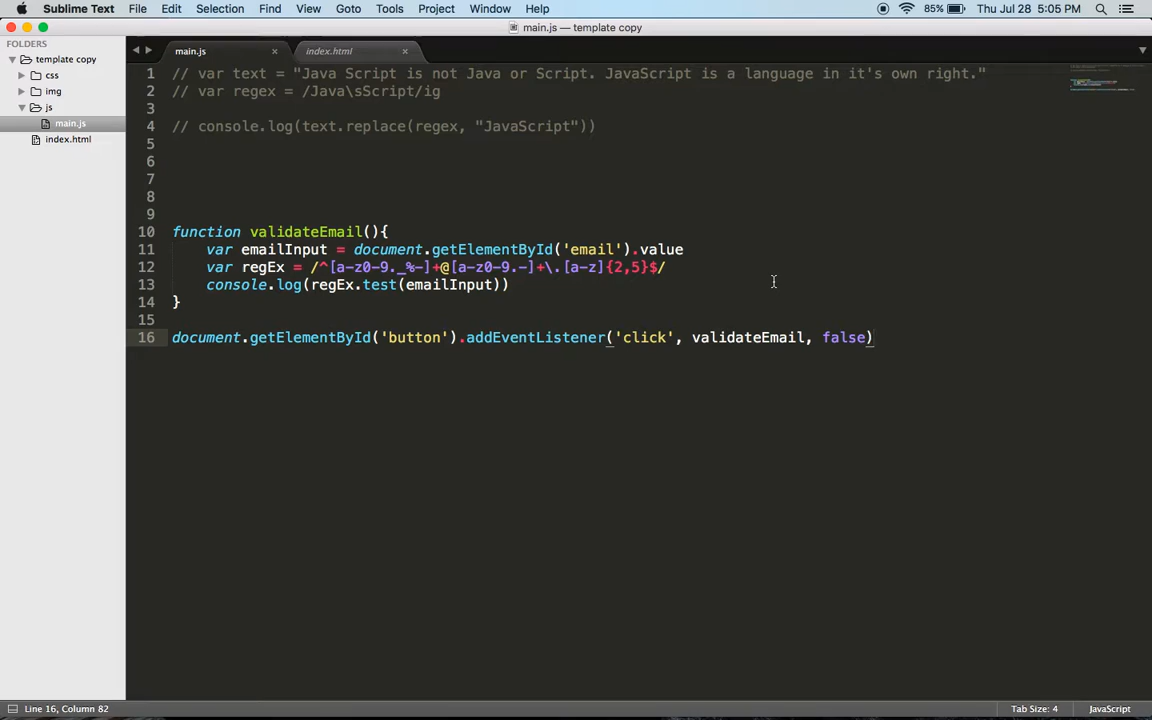 Sublime Text File Edit Selection Find View Goto Tools Project Window Help 85% Thu Jul 28 5:05 PM
main.js — template copy
FOLDERS
template copy
css
img
js
main.js
index.html
main.js × index.html ×
1 // var text = "Java Script is not Java or Script. JavaScript is a language in it's own right."
2 // var regex = /Java\sScript/ig
3
4 // console.log(text.replace(regex, "JavaScript"))
5
6
7
8
9
10 function validateEmail(){
11 var emailInput = document.getElementById('email').value
12 var regEx = /^[a-z0-9._%-]+@[a-z0-9.-]+\.[a-z]{2,5}$/
13 console.log(regEx.test(emailInput))
14 }
15
16 document.getElementById('button').addEventListener('click', validateEmail, false)
Line 16, Column 82 Tab Size: 4 JavaScript